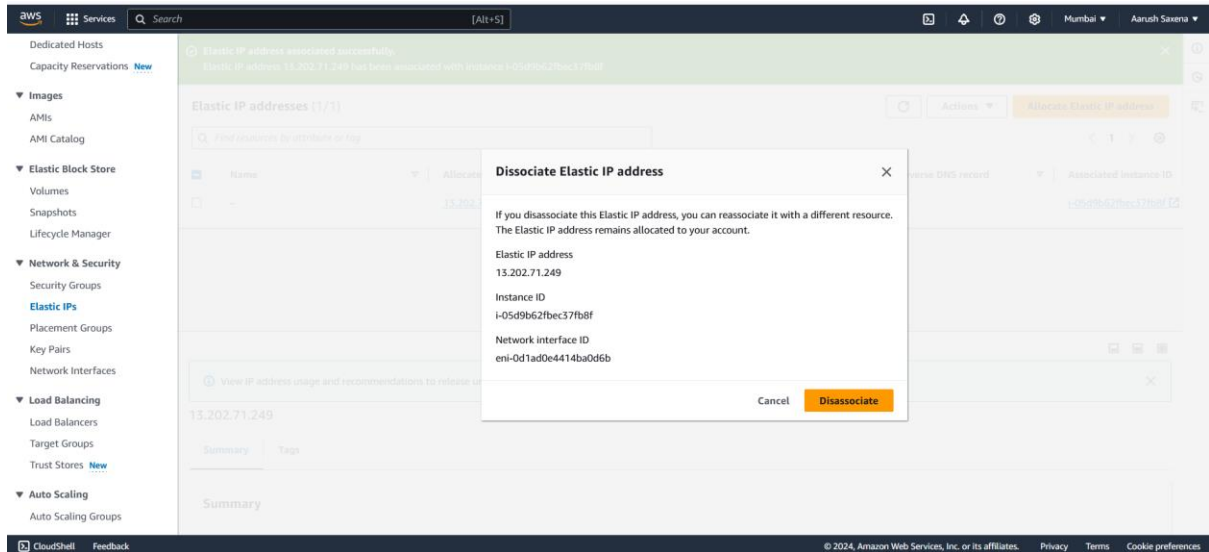 aws
Services
Search
[Alt+S]
Mumbai
Aarush Saxena
Dedicated Hosts
Capacity Reservations New
Images
AMIs
AMI Catalog
Elastic Block Store
Volumes
Snapshots
Lifecycle Manager
Network & Security
Security Groups
Elastic IPs
Placement Groups
Key Pairs
Network Interfaces
Load Balancing
Load Balancers
Target Groups
Trust Stores New
Auto Scaling
Auto Scaling Groups
Elastic IP address associated successfully.
Elastic IP address 13.202.71.249 has been associated with instance i-05d9b62fbec37fb8f
Elastic IP addresses [1/1]
Actions
Allocate Elastic IP address
Find resources by attribute or tag
1
Name
Allocate
verse DNS record
Associated instance ID
–
13.202.
i-05d9b62fbec37fb8f
Dissociate Elastic IP address
If you disassociate this Elastic IP address, you can reassociate it with a different resource.
The Elastic IP address remains allocated to your account.
Elastic IP address
13.202.71.249
Instance ID
i-05d9b62fbec37fb8f
Network interface ID
eni-0d1ad0e4414ba0d6b
Cancel
Disassociate
View IP address usage and recommendations to release
13.202.71.249
Summary
Tags
Summary
CloudShell
Feedback
© 2024, Amazon Web Services, Inc. or its affiliates.
Privacy
Terms
Cookie preferences